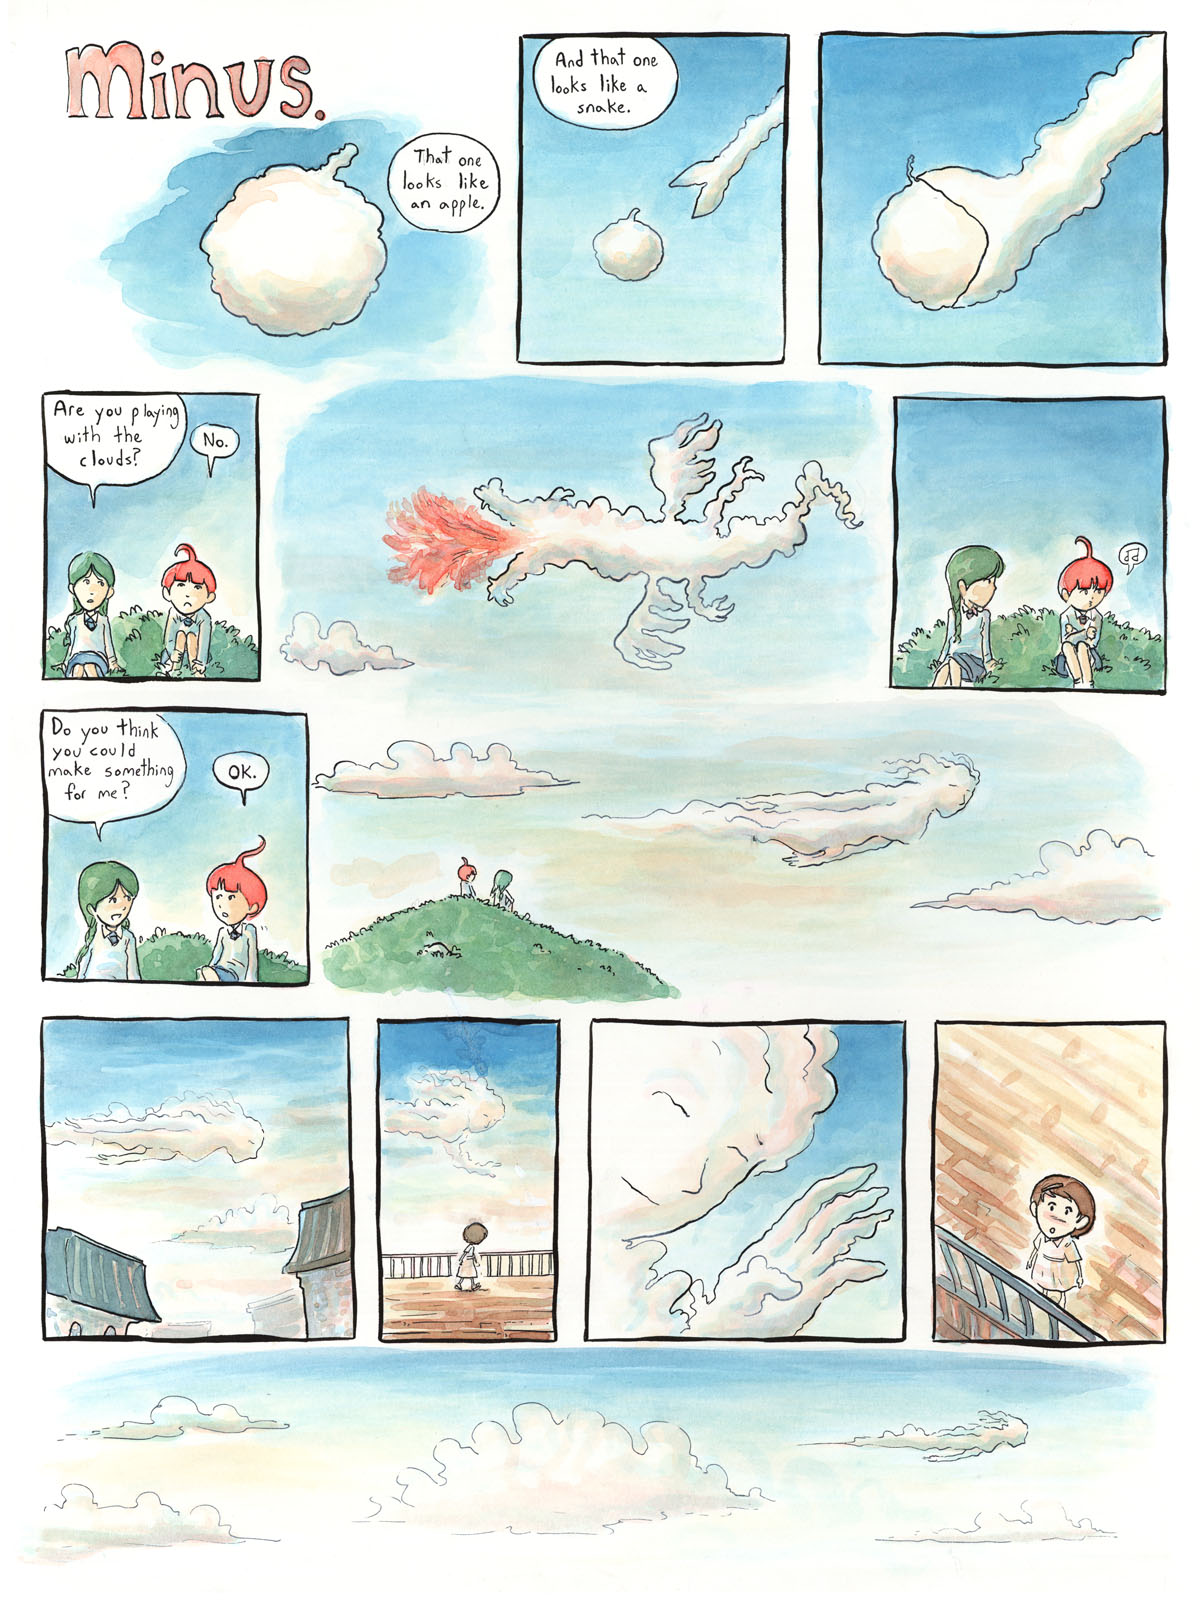 Minus.
That one
looks like
an apple.
And that one
looks like a
snake.
Are you playing
with the
clouds?
No.
Do you think
you could
make something
for me?
OK.